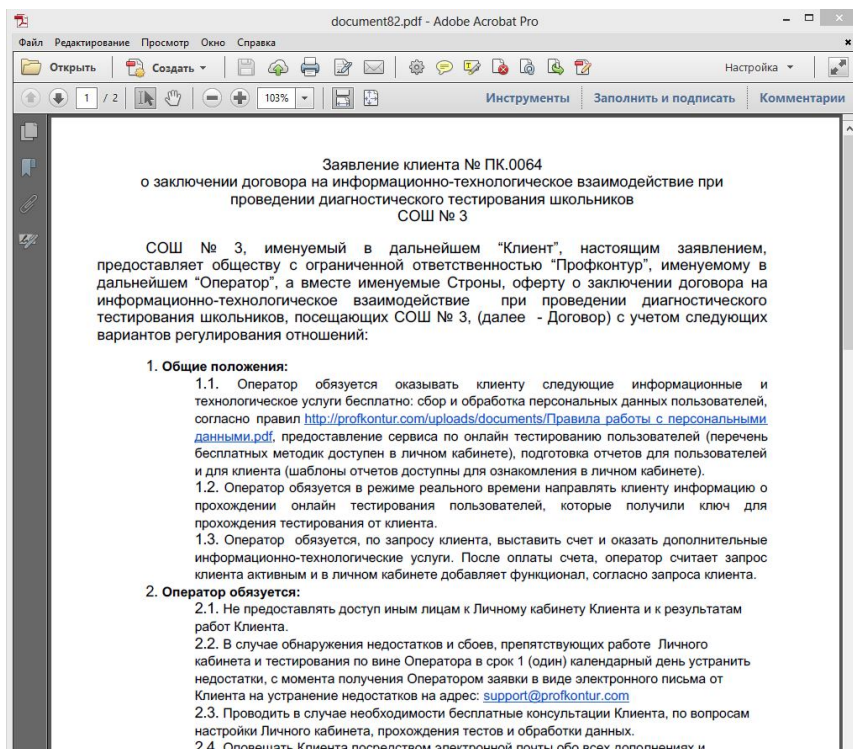 document82.pdf - Adobe Acrobat Pro
Файл Редактирование Просмотр Окно Справка
Открыть Создать Настройка
1 / 2 103% Инструменты Заполнить и подписать Комментарии
Заявление клиента № ПК.0064
о заключении договора на информационно-технологическое взаимодействие при
проведении диагностического тестирования школьников
СОШ № 3
СОШ № 3, именуемый в дальнейшем “Клиент”, настоящим заявлением,
предоставляет обществу с ограниченной ответственностью “Профконтур”, именуемому в
дальнейшем “Оператор”, а вместе именуемые Строны, оферту о заключении договора на
информационно-технологическое взаимодействие при проведении диагностического
тестирования школьников, посещающих СОШ № 3, (далее - Договор) с учетом следующих
вариантов регулирования отношений:
1. Общие положения:
1.1. Оператор обязуется оказывать клиенту следующие информационные и
технологическое услуги бесплатно: сбор и обработка персональных данных пользователей,
согласно правил http://profkontur.com/uploads/documents/Правила работы с персональными
данными.pdf, предоставление сервиса по онлайн тестированию пользователей (перечень
бесплатных методик доступен в личном кабинете), подготовка отчетов для пользователей
и для клиента (шаблоны отчетов доступны для ознакомления в личном кабинете).
1.2. Оператор обязуется в режиме реального времени направлять клиенту информацию о
прохождении онлайн тестирования пользователей, которые получили ключ для
прохождения тестирования от клиента.
1.3. Оператор обязуется, по запросу клиента, выставить счет и оказать дополнительные
информационно-технологические услуги. После оплаты счета, оператор считает запрос
клиента активным и в личном кабинете добавляет функционал, согласно запроса клиента.
2. Оператор обязуется:
2.1. Не предоставлять доступ иным лицам к Личному кабинету Клиента и к результатам
работ Клиента.
2.2. В случае обнаружения недостатков и сбоев, препятствующих работе Личного
кабинета и тестирования по вине Оператора в срок 1 (один) календарный день устранить
недостатки, с момента получения Оператором заявки в виде электронного письма от
Клиента на устранение недостатков на адрес: support@profkontur.com
2.3. Проводить в случае необходимости бесплатные консультации Клиента, по вопросам
настройки Личного кабинета, прохождения тестов и обработки данных.
2.4. Оповещать Клиента посредством электронной почты обо всех дополнениях и